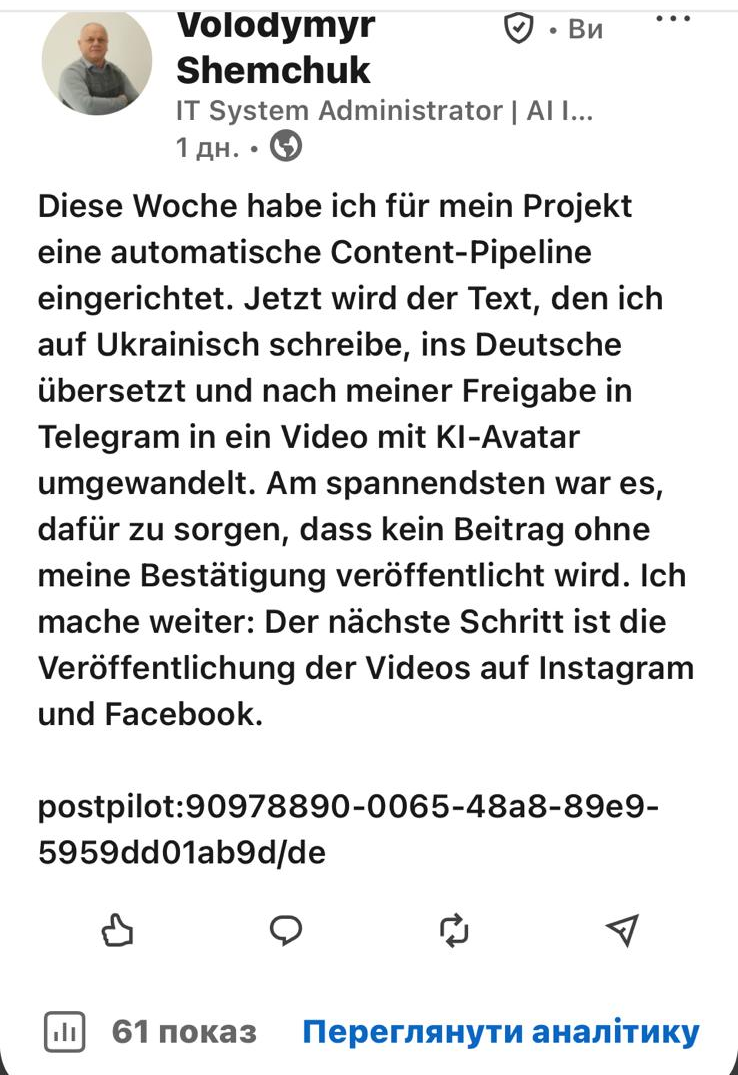 Volodymyr
Shemchuk
• Ви
IT System Administrator | AI I...
1 дн. •
Diese Woche habe ich für mein Projekt
eine automatische Content-Pipeline
eingerichtet. Jetzt wird der Text, den ich
auf Ukrainisch schreibe, ins Deutsche
übersetzt und nach meiner Freigabe in
Telegram in ein Video mit KI-Avatar
umgewandelt. Am spannendsten war es,
dafür zu sorgen, dass kein Beitrag ohne
meine Bestätigung veröffentlicht wird. Ich
mache weiter: Der nächste Schritt ist die
Veröffentlichung der Videos auf Instagram
und Facebook.
postpilot:90978890-0065-48a8-89e9-
5959dd01ab9d/de
61 показ Переглянути аналітику